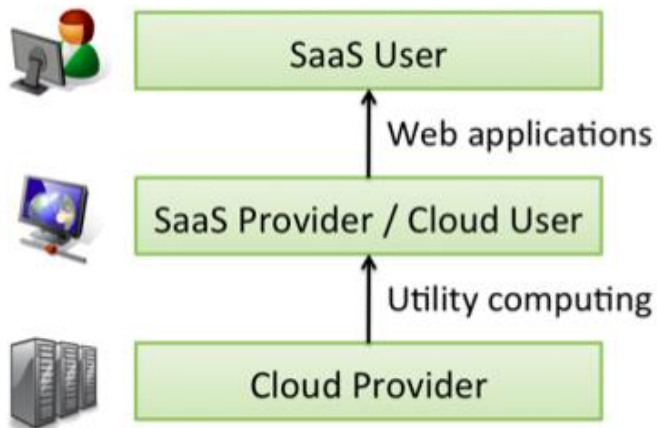 SaaS User
Web applications
SaaS Provider / Cloud User
Utility computing
Cloud Provider